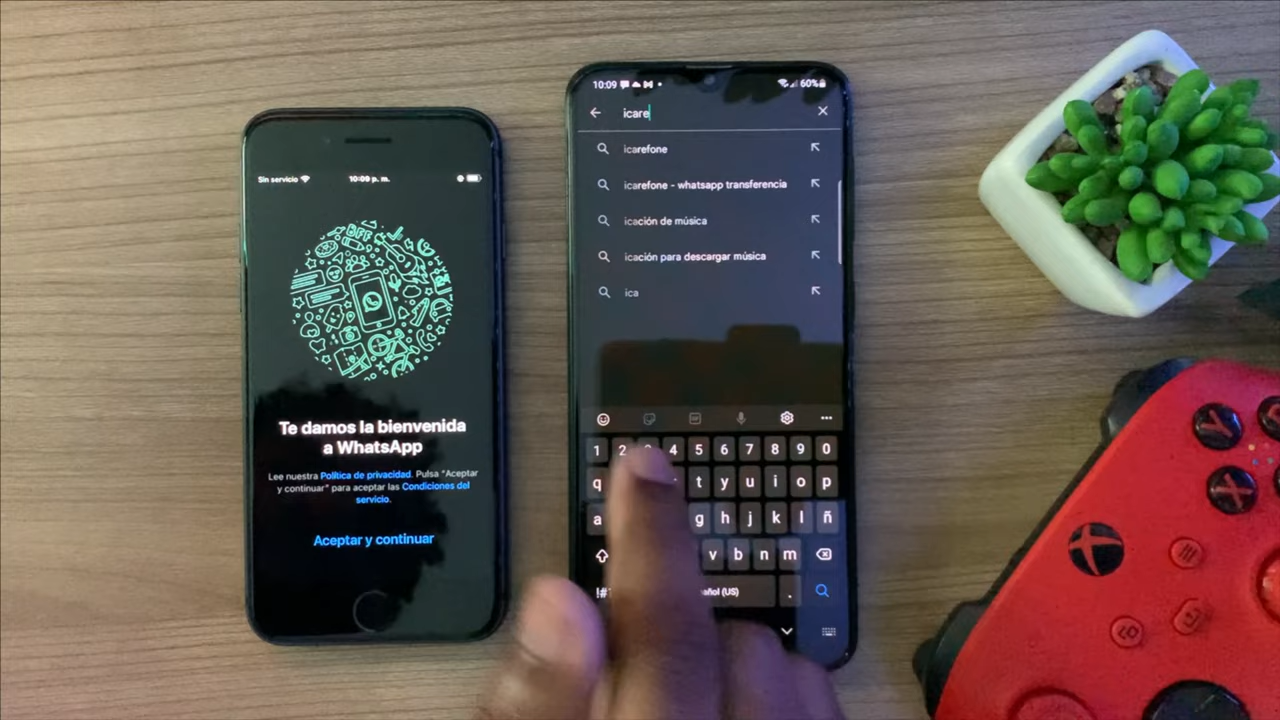 Sin servicio
10:09 p. m.
BFF
Te damos la bienvenida
a WhatsApp
Lee nuestra Política de privacidad. Pulsa "Aceptar
y continuar" para aceptar las Condiciones del
servicio.
Aceptar y continuar
10:09
60%
icare
icarefone
icarefone - whatsapp transferencia
icación de música
icación para descargar música
ica
1 2 3 4 5 6 7 8 9 0
q t y u i o p
a g h j k l ñ
v b n m
!#1 añol (US) .
Y
X